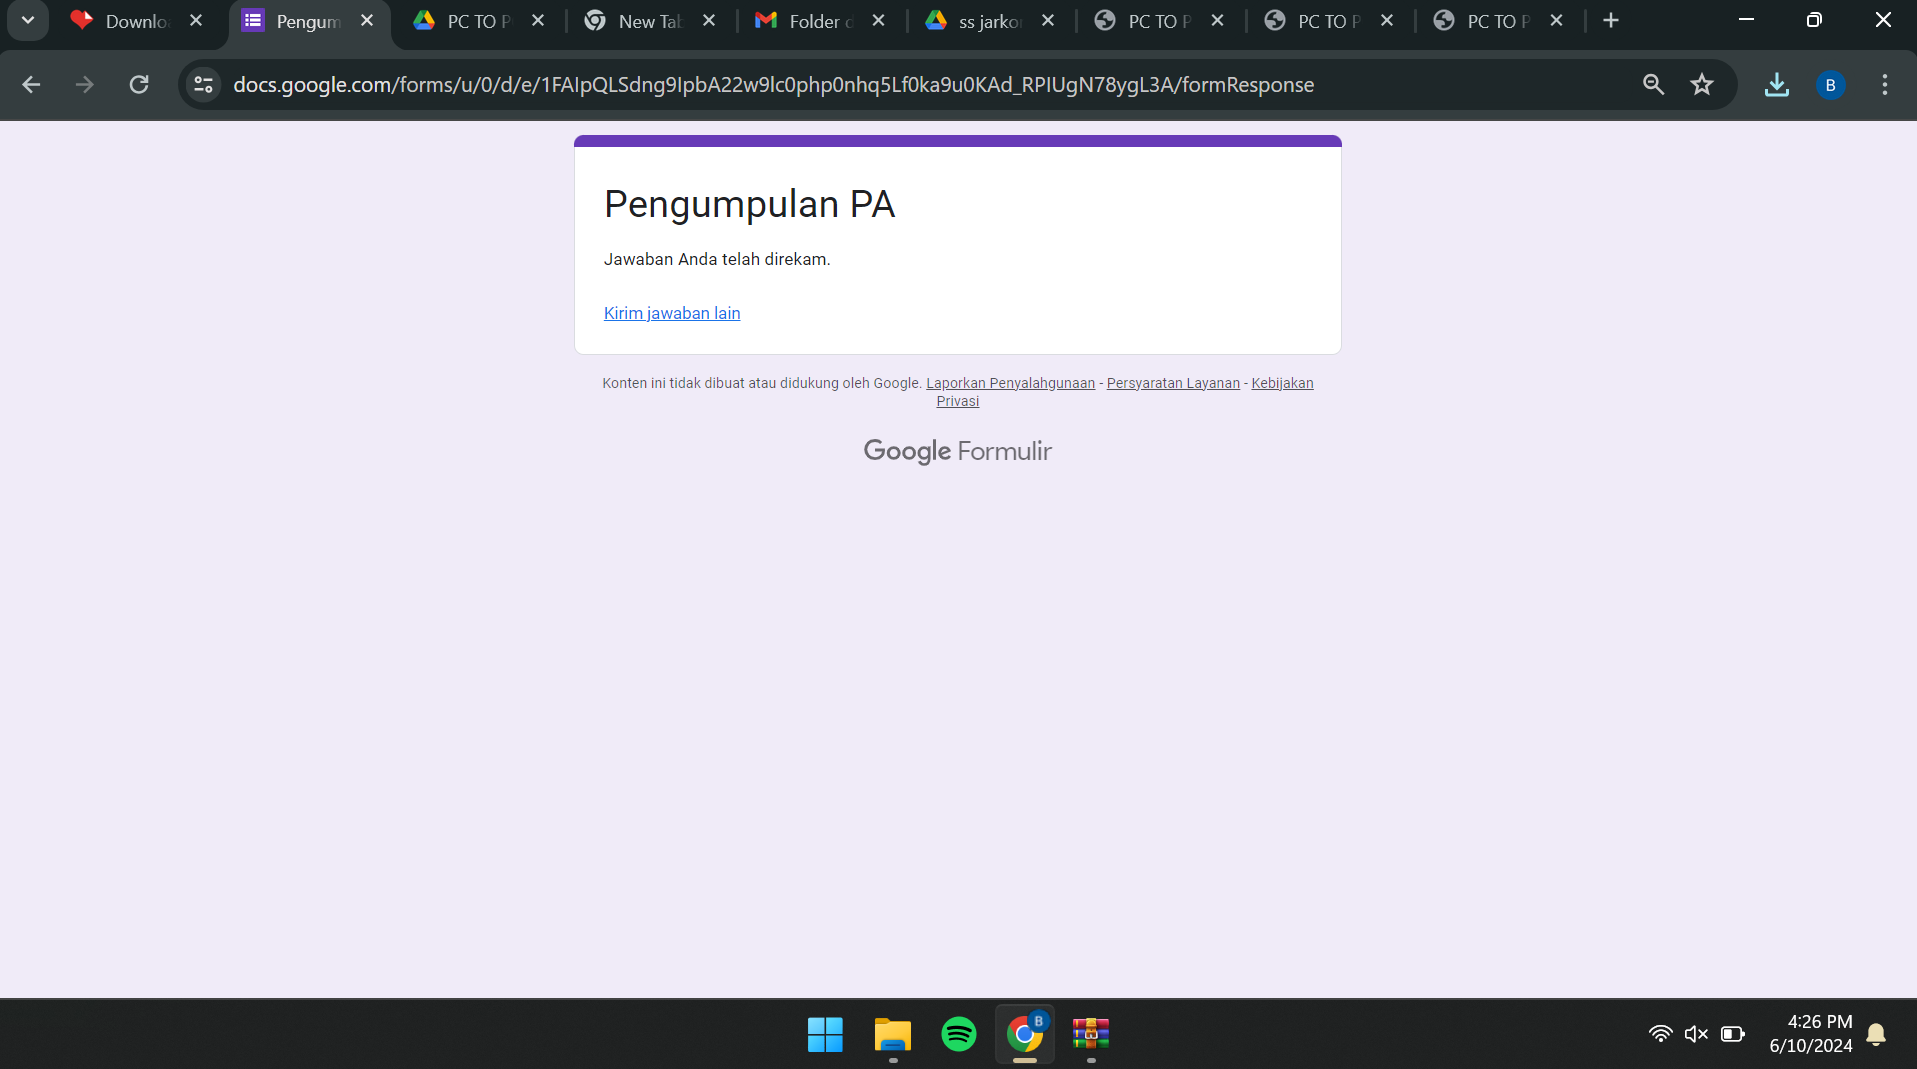 Downlo
Pengum
PC TO P
New Tab
Folder d
ss jarko
PC TO P
PC TO P
PC TO P
docs.google.com/forms/u/0/d/e/1FAIpQLSdng9IpbA22w9lc0php0nhq5Lf0ka9u0KAd_RPIUgN78ygL3A/formResponse
B
Pengumpulan PA
Jawaban Anda telah direkam.
Kirim jawaban lain
Konten ini tidak dibuat atau didukung oleh Google. Laporkan Penyalahgunaan - Persyaratan Layanan - Kebijakan
Privasi
Google Formulir
B
4:26 PM
6/10/2024